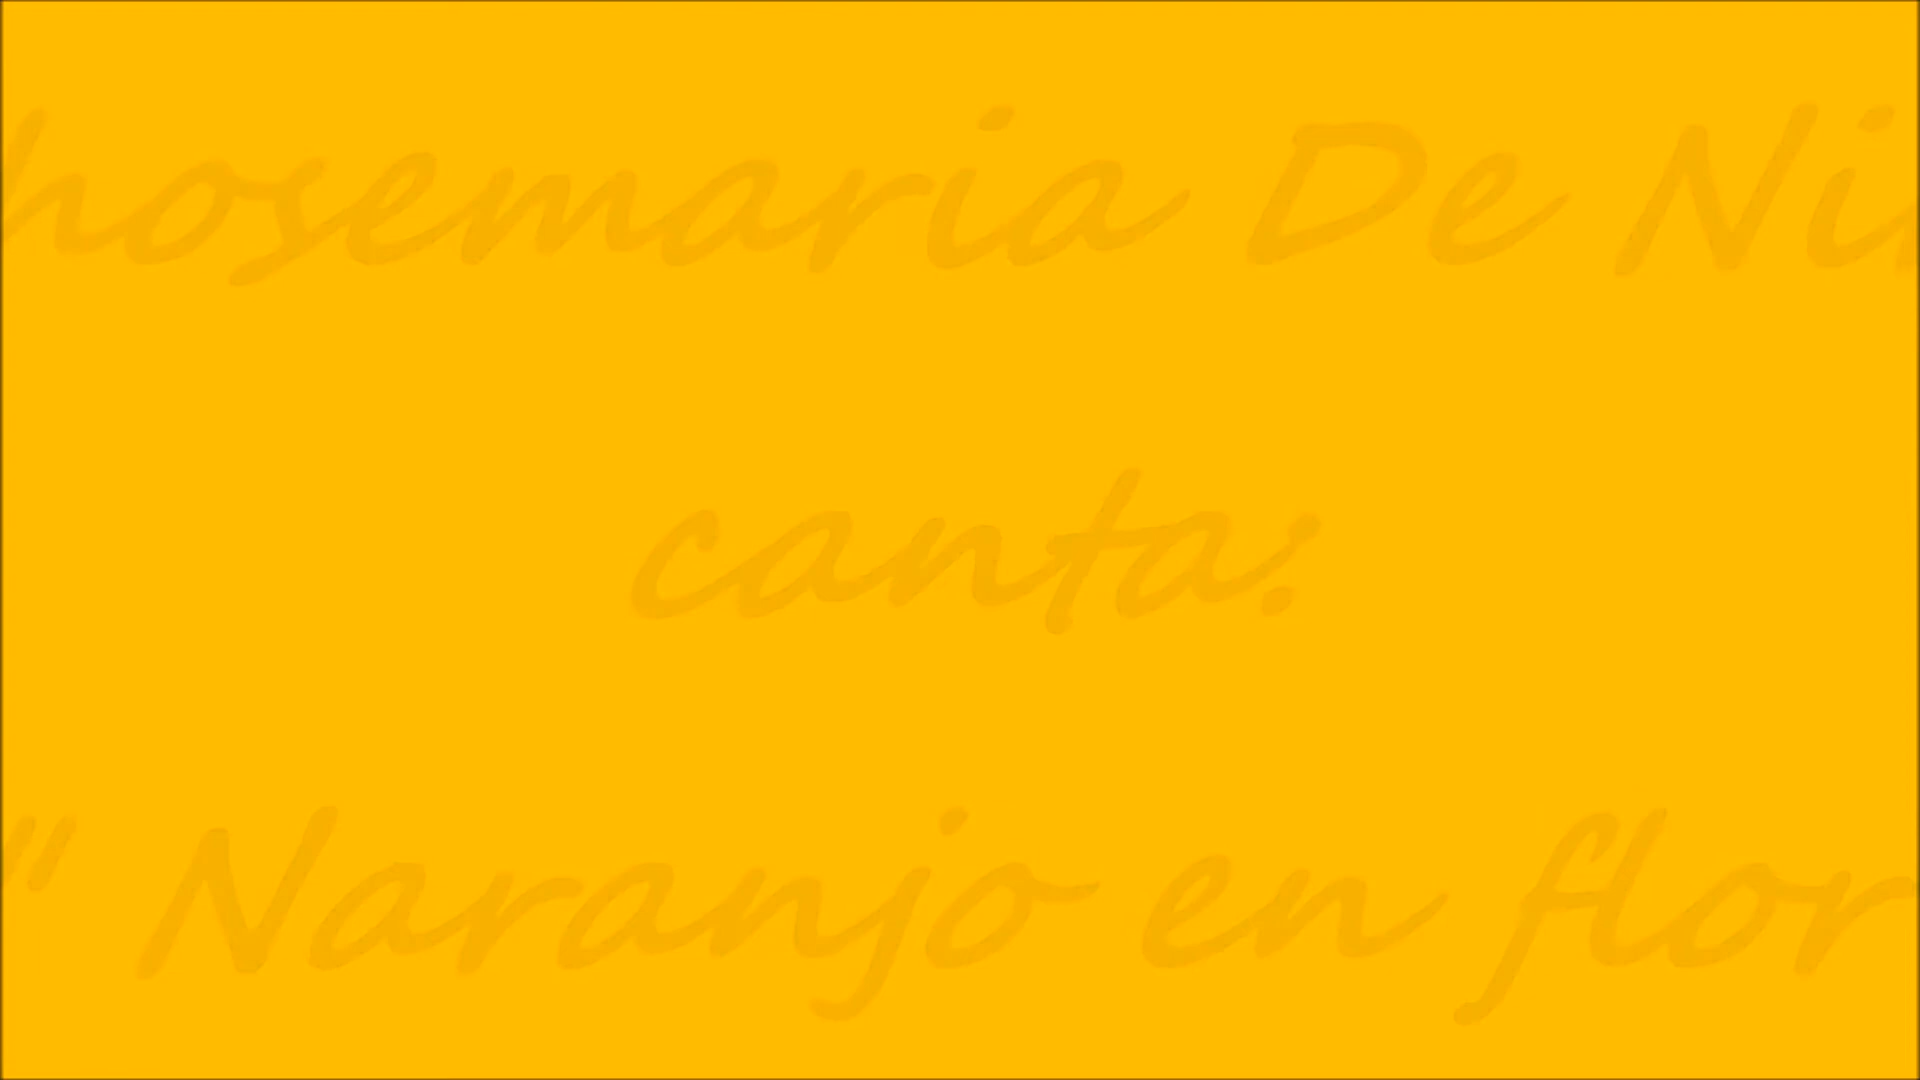 hosemaria De Ni
canta:
" Naranjo en flor